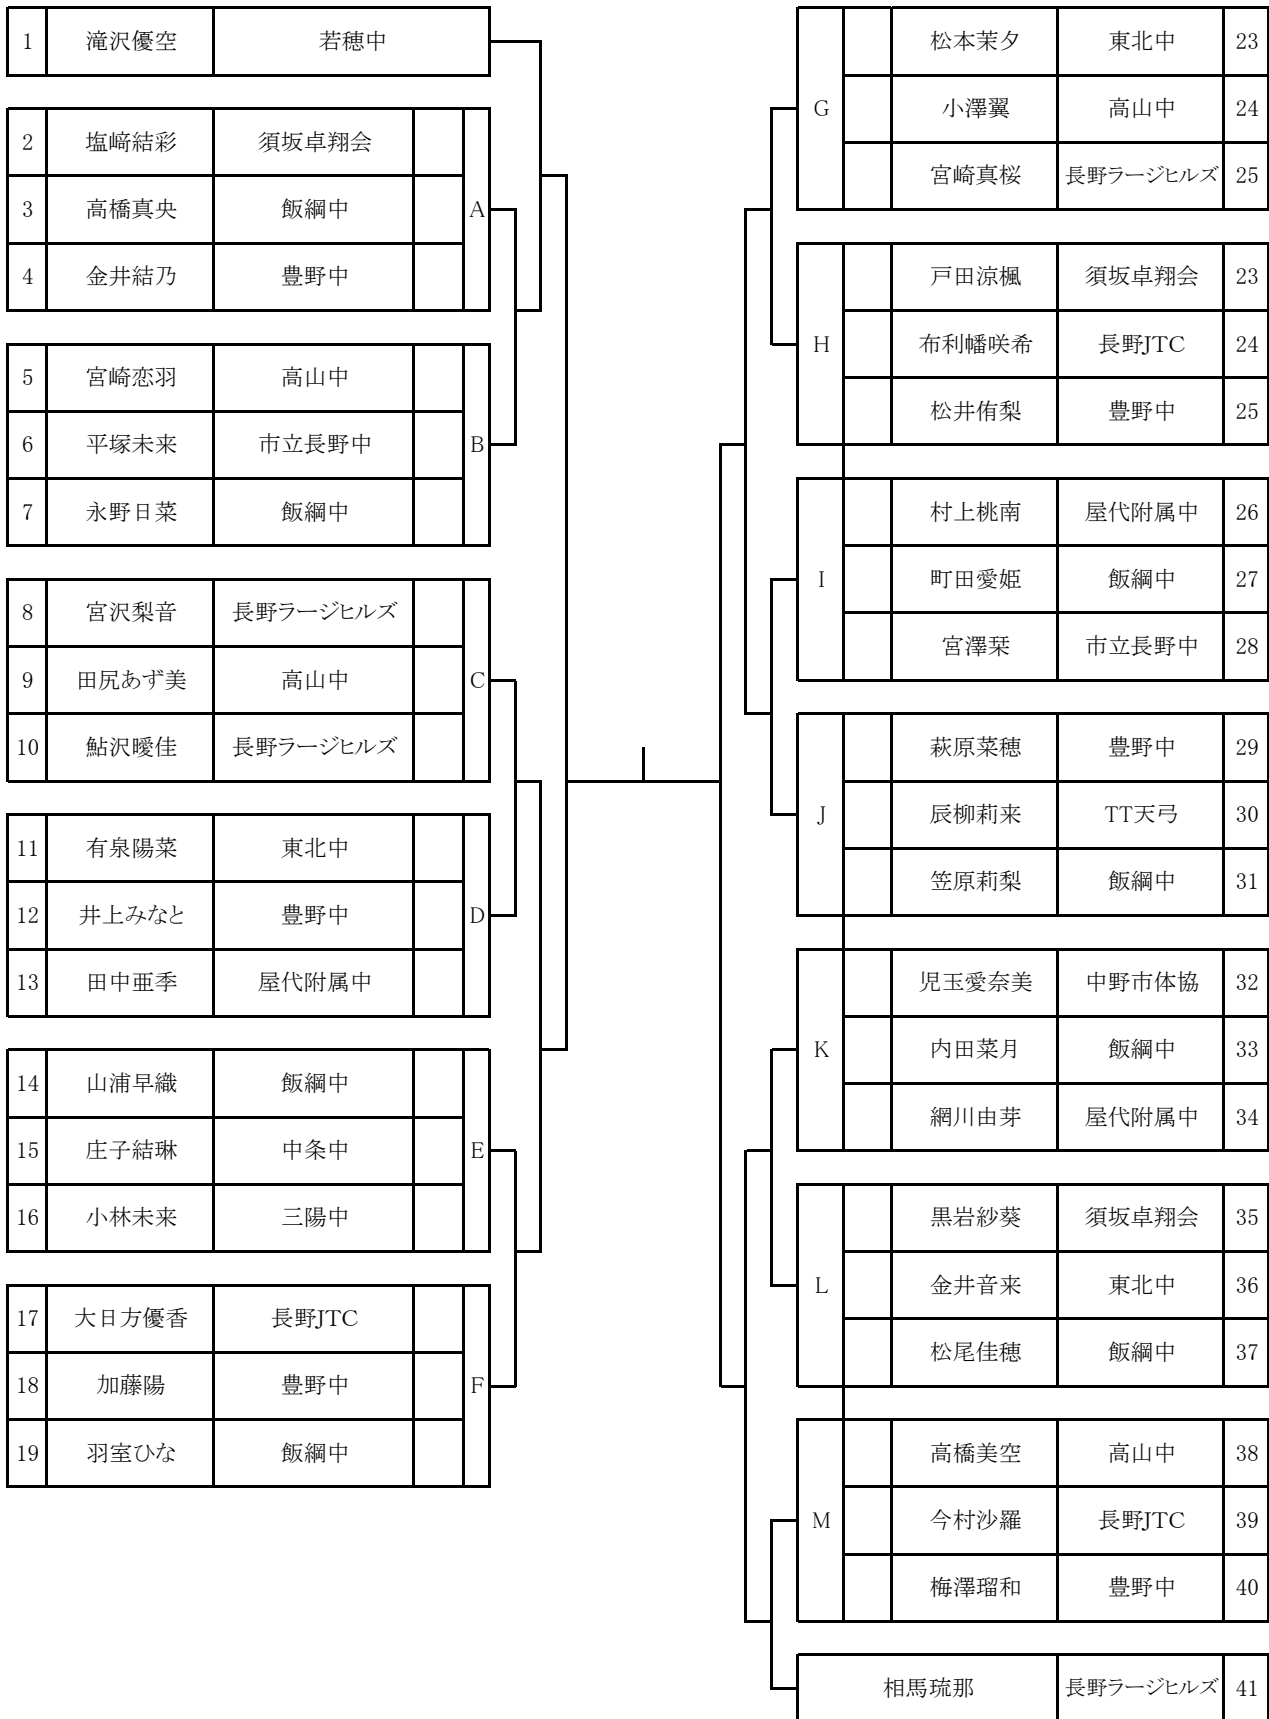 1 滝沢優空 若穂中
2 塩﨑結彩 須坂卓翔会
3 高橋真央 飯綱中 A
4 金井結乃 豊野中
5 宮崎恋羽 高山中
6 平塚未来 市立長野中 B
7 永野日菜 飯綱中
8 宮沢梨音 長野ラージヒルズ
9 田尻あず美 高山中 C
10 鮎沢曖佳 長野ラージヒルズ
11 有泉陽菜 東北中
12 井上みなと 豊野中 D
13 田中亜季 屋代附属中
14 山浦早織 飯綱中
15 庄子結琳 中条中 E
16 小林未来 三陽中
17 大日方優香 長野JTC
18 加藤陽 豊野中 F
19 羽室ひな 飯綱中
松本茉夕 東北中 23
G 小澤翼 高山中 24
宮崎真桜 長野ラージヒルズ 25
戸田涼楓 須坂卓翔会 23
H 布利幡咲希 長野JTC 24
松井侑梨 豊野中 25
村上桃南 屋代附属中 26
I 町田愛姫 飯綱中 27
宮澤栞 市立長野中 28
萩原菜穂 豊野中 29
J 辰柳莉来 TT天弓 30
笠原莉梨 飯綱中 31
児玉愛奈美 中野市体協 32
K 内田菜月 飯綱中 33
網川由芽 屋代附属中 34
黒岩紗葵 須坂卓翔会 35
L 金井音来 東北中 36
松尾佳穂 飯綱中 37
高橋美空 高山中 38
M 今村沙羅 長野JTC 39
梅澤瑠和 豊野中 40
相馬琉那 長野ラージヒルズ 41